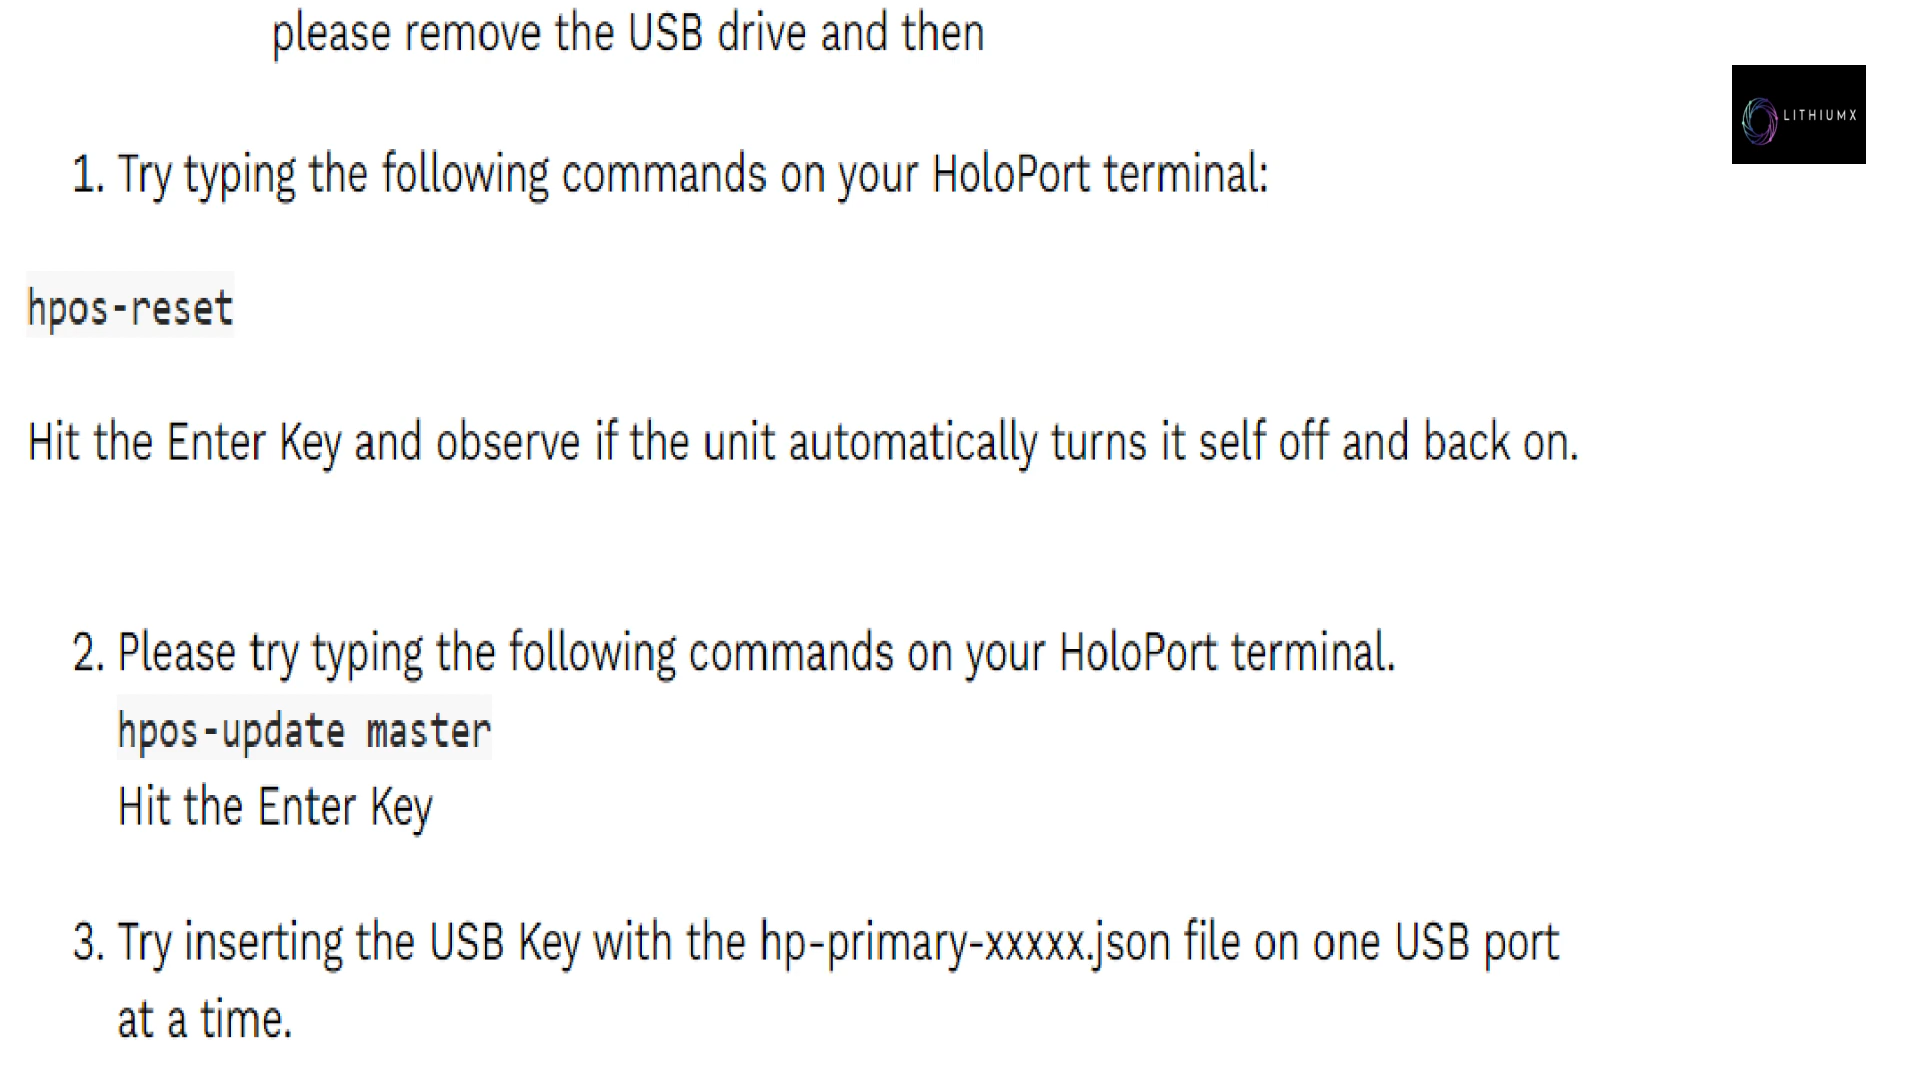 please remove the USB drive and then
LITHIUMX
1. Try typing the following commands on your HoloPort terminal:
hpos-reset
Hit the Enter Key and observe if the unit automatically turns it self off and back on.
2. Please try typing the following commands on your HoloPort terminal.
hpos-update master
Hit the Enter Key
3. Try inserting the USB Key with the hp-primary-xxxxx.json file on one USB port
at a time.